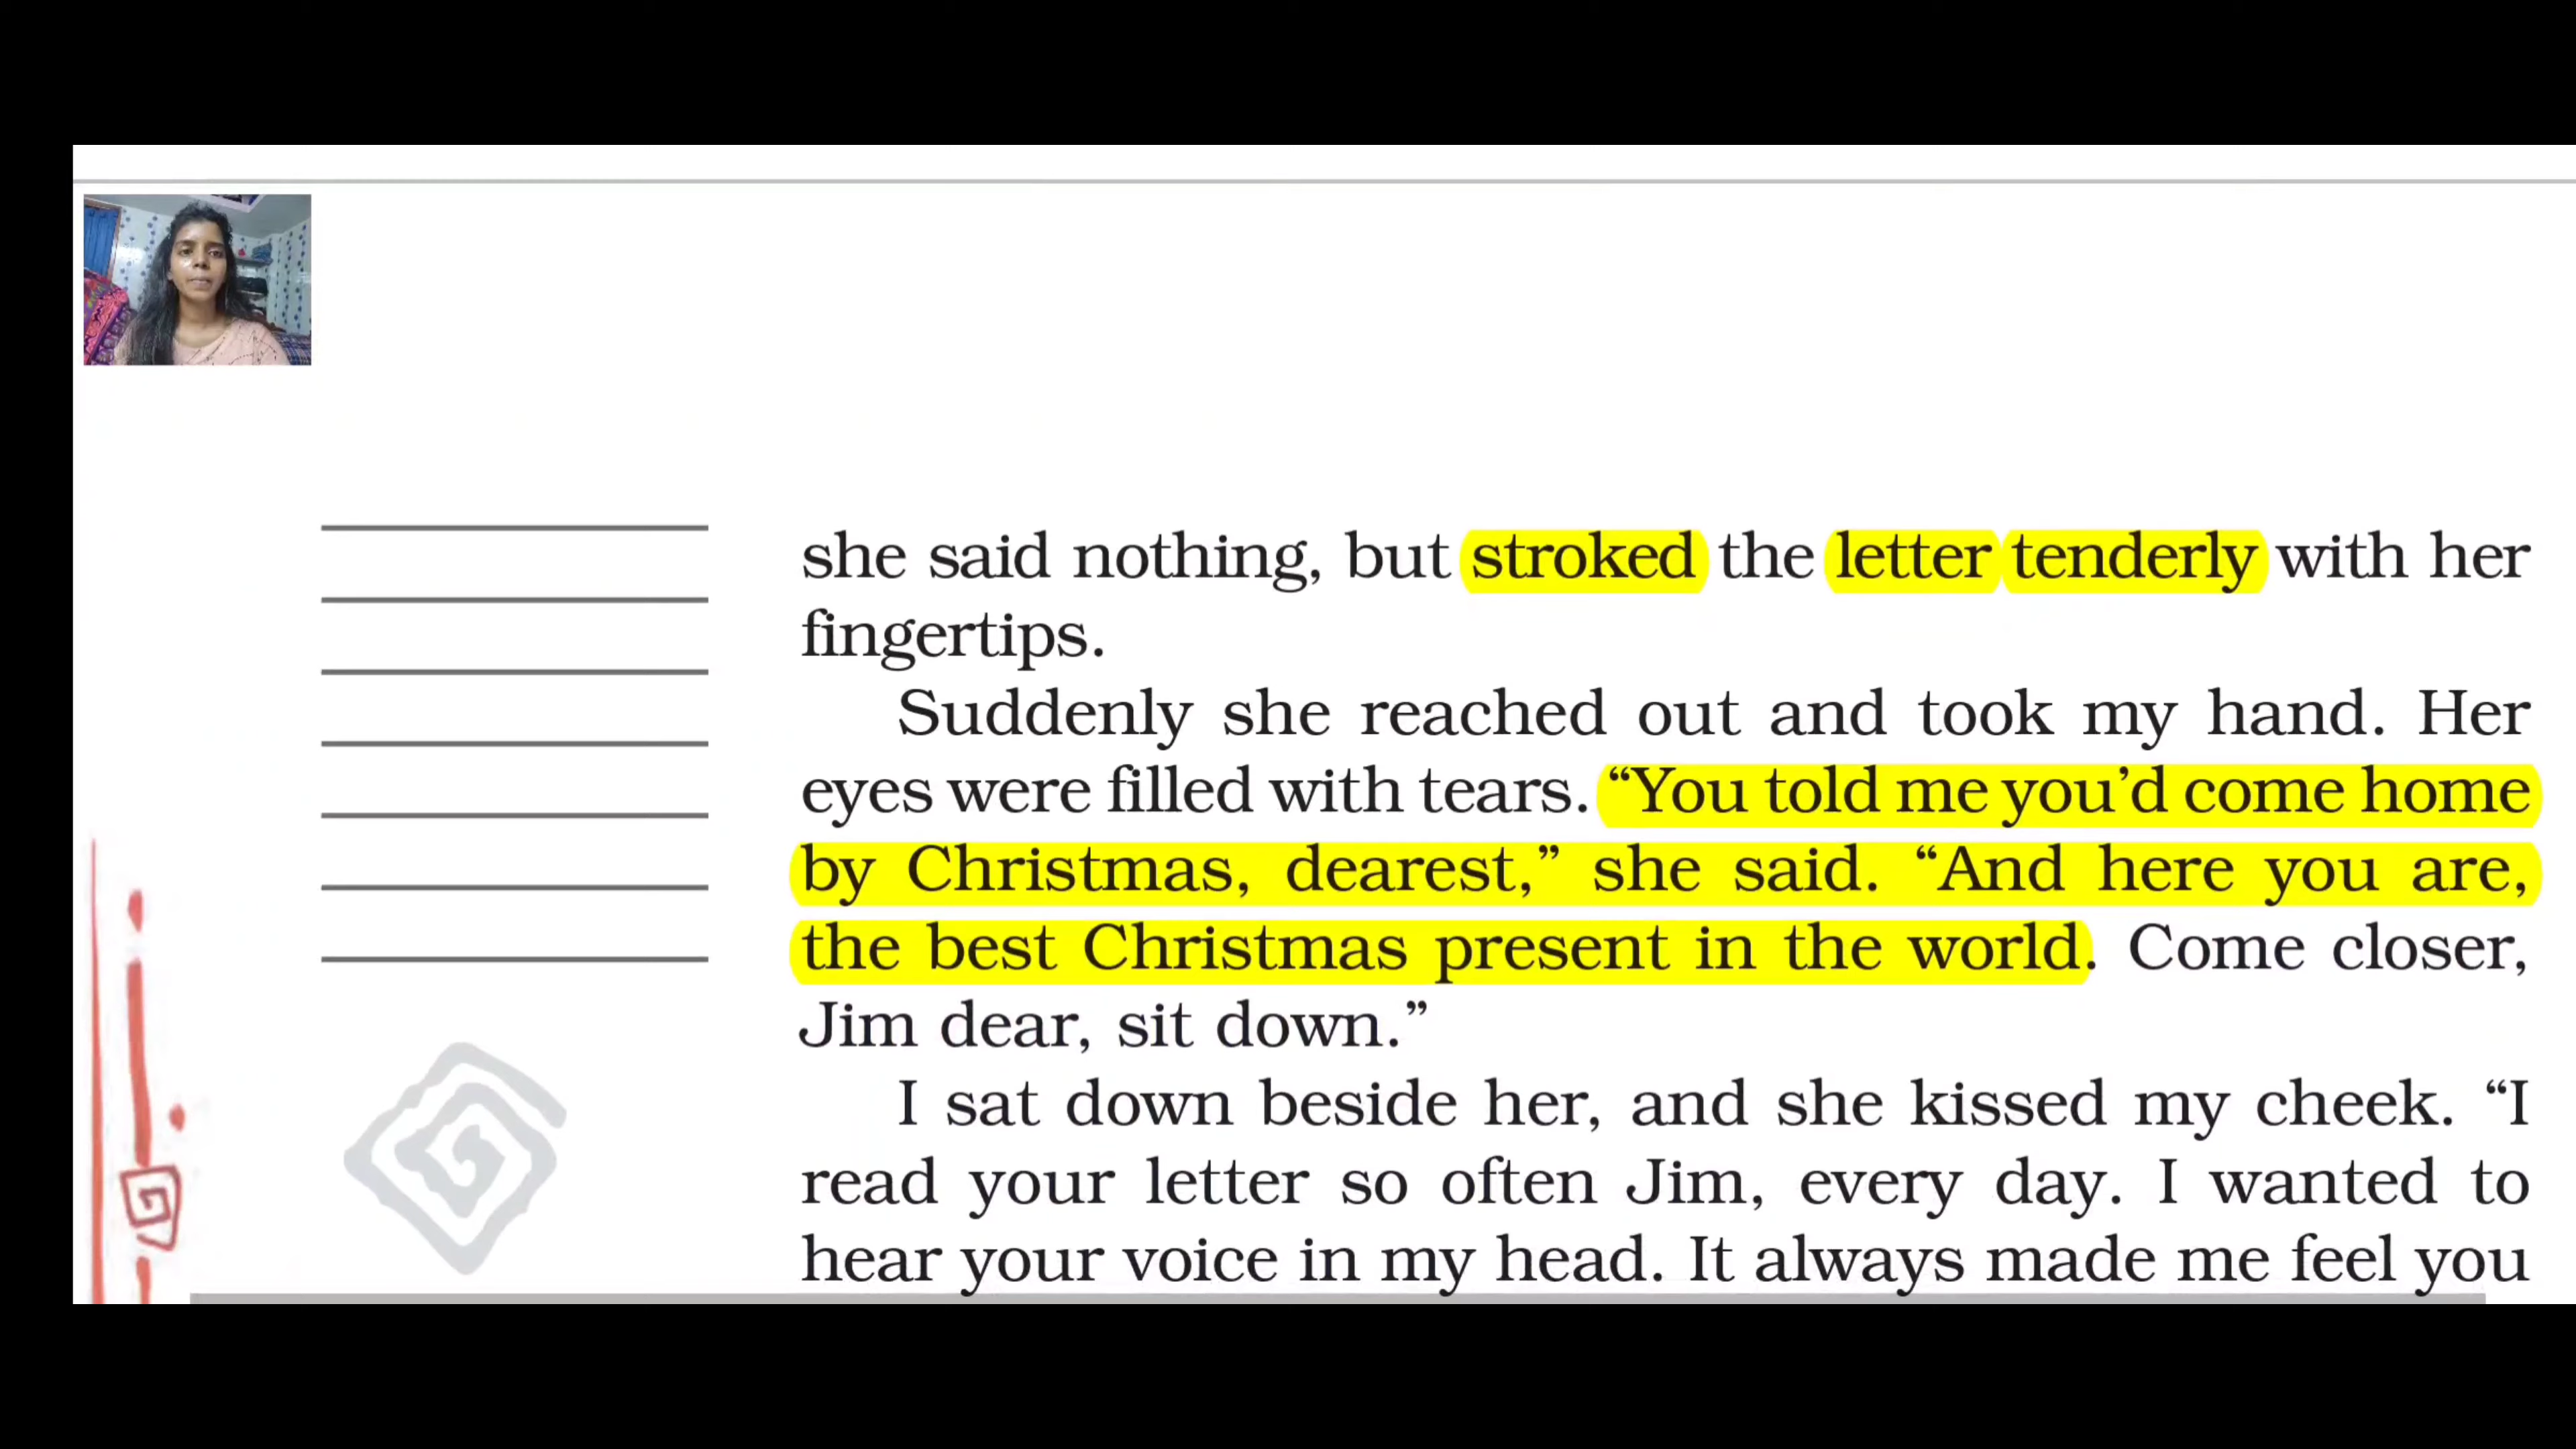 she said nothing, but stroked the letter tenderly with her
fingertips.
Suddenly she reached out and took my hand. Her
eyes were filled with tears. “You told me you’d come home
by Christmas, dearest,” she said. “And here you are,
the best Christmas present in the world. Come closer,
Jim dear, sit down.”
I sat down beside her, and she kissed my cheek. “I
read your letter so often Jim, every day. I wanted to
hear your voice in my head. It always made me feel you